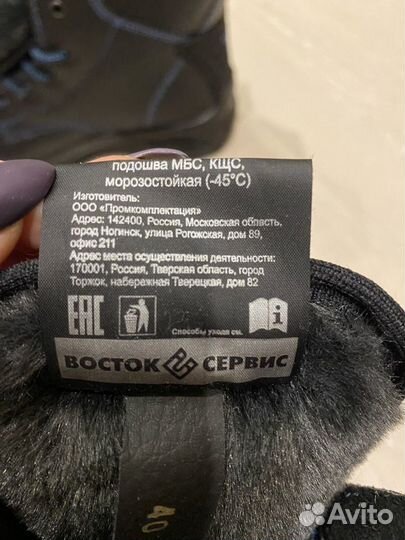 подошва МБС, КЩС,
морозостойкая (-45°С)
Изготовитель:
ООО «Промкомплектация»
Адрес: 142400, Россия, Московская область,
город Ногинск, улица Рогожская, дом 89,
офис 211
Адрес места осуществления деятельности:
170001, Россия, Тверская область, город
Торжок, набережная Тверецкая, дом 82
ЕАС
Способы ухода см.
ВОСТОК СЕРВИС
40
Avito